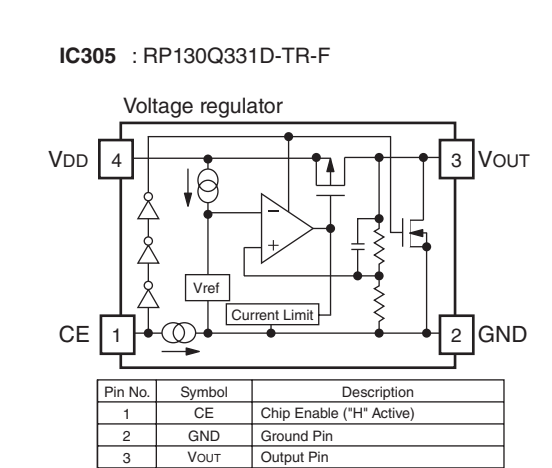 IC305 : RP130Q331D-TR-F
Voltage regulator
VDD 4
3 VOUT
Vref
Current Limit
CE 1
2 GND
Pin No. Symbol Description
1 CE Chip Enable ("H" Active)
2 GND Ground Pin
3 VOUT Output Pin